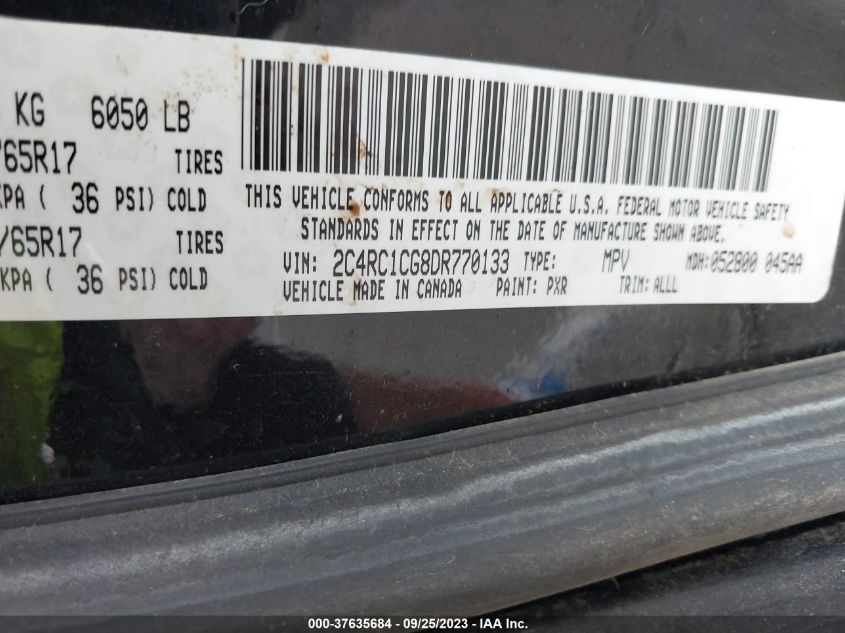 KG 6050 LB
/65R17 TIRES
KPA ( 36 PSI) COLD
/65R17 TIRES
KPA ( 36 PSI) COLD
THIS VEHICLE CONFORMS TO ALL APPLICABLE U.S.A. FEDERAL MOTOR VEHICLE SAFETY
STANDARDS IN EFFECT ON THE DATE OF MANUFACTURE SHOWN ABOVE.
VIN: 2C4RC1CG8DR770133 TYPE: MPV MDH:052800 045AA
VEHICLE MADE IN CANADA PAINT: PXR TRIM: ALLL
000-37635684 - 09/25/2023 - IAA Inc.